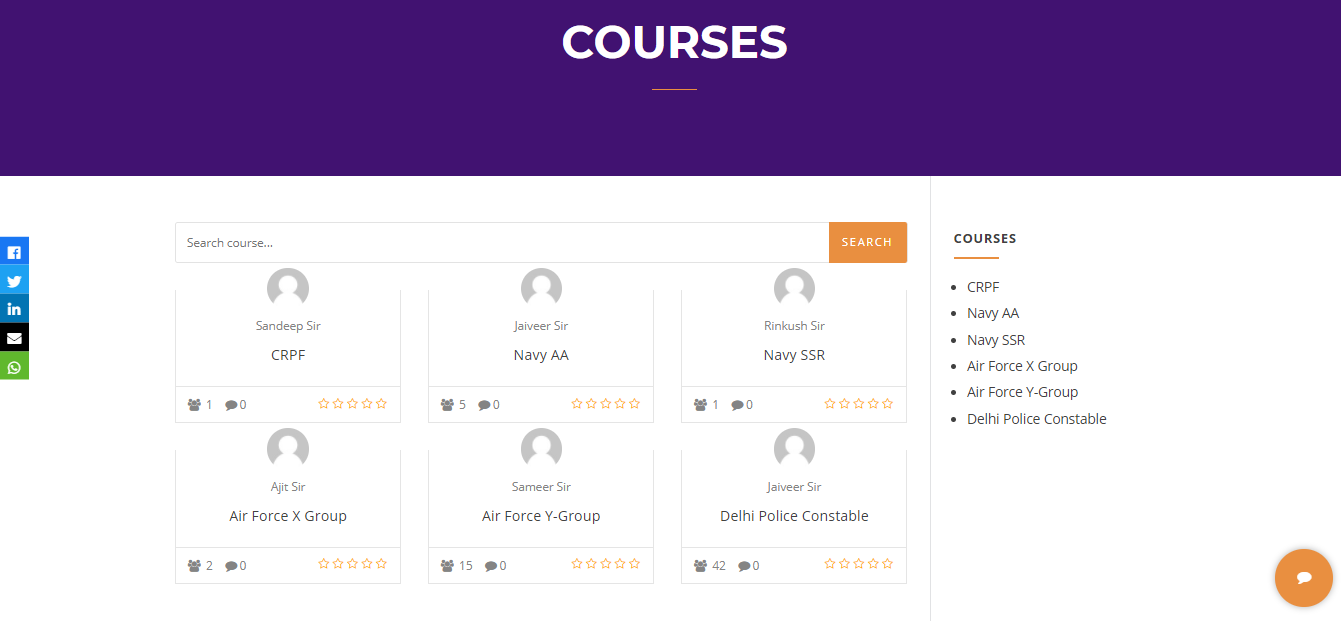 COURSES
Search course...
SEARCH
Sandeep Sir
CRPF
1 0
Jaiveer Sir
Navy AA
5 0
Rinkush Sir
Navy SSR
1 0
Ajit Sir
Air Force X Group
2 0
Sameer Sir
Air Force Y-Group
15 0
Jaiveer Sir
Delhi Police Constable
42 0
COURSES
CRPF
Navy AA
Navy SSR
Air Force X Group
Air Force Y-Group
Delhi Police Constable